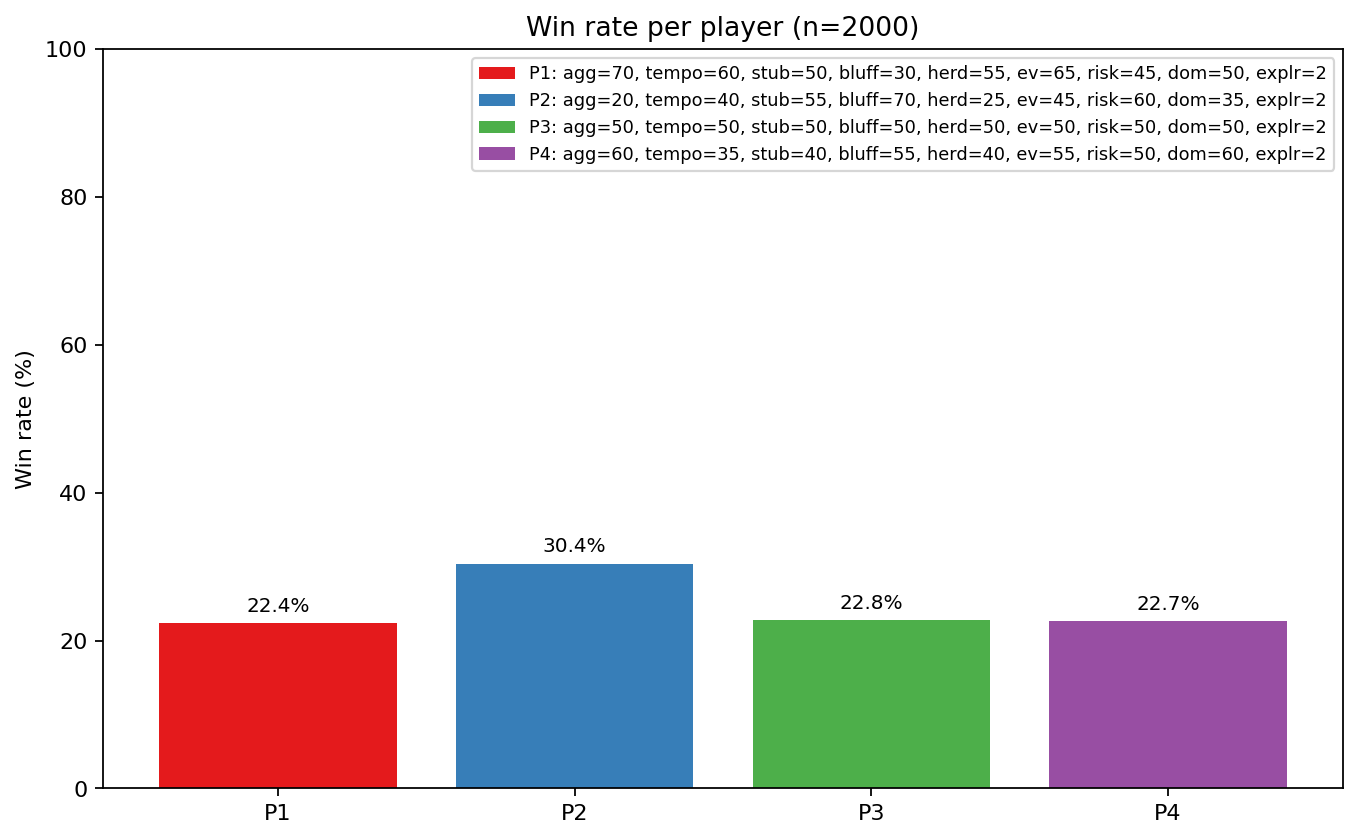 Win rate per player (n=2000)
100
80
60
40
20
0
Win rate (%)
P1: agg=70, tempo=60, stub=50, bluff=30, herd=55, ev=65, risk=45, dom=50, explr=2
P2: agg=20, tempo=40, stub=55, bluff=70, herd=25, ev=45, risk=60, dom=35, explr=2
P3: agg=50, tempo=50, stub=50, bluff=50, herd=50, ev=50, risk=50, dom=50, explr=2
P4: agg=60, tempo=35, stub=40, bluff=55, herd=40, ev=55, risk=50, dom=60, explr=2
22.4%
30.4%
22.8%
22.7%
P1
P2
P3
P4